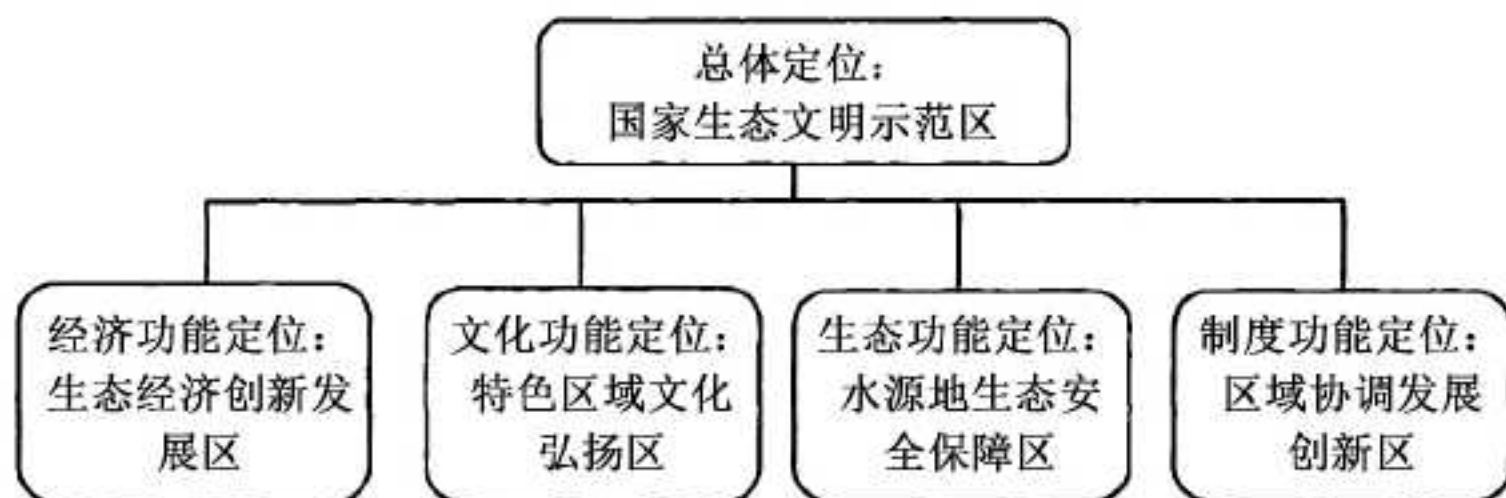 总体定位：
国家生态文明示范区
经济功能定位：
生态经济创新发
展区
文化功能定位：
特色区域文化
弘扬区
生态功能定位：
水源地生态安
全保障区
制度功能定位：
区域协调发展
创新区